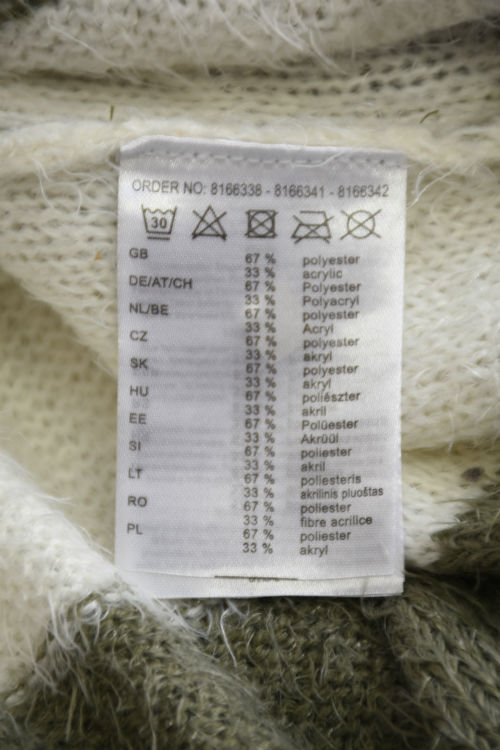 ORDER NO: 8166338 - 8166341 - 8166342
30
GB 67 % polyester
33 % acrylic
DE/AT/CH 67 % Polyester
33 % Polyacryl
NL/BE 67 % polyester
33 % Acryl
CZ 67 % polyester
33 % akryl
SK 67 % polyester
33 % akryl
HU 67 % poliészter
33 % akril
EE 67 % Polüester
33 % Akrüül
SI 67 % poliester
33 % akril
LT 67 % poliesteris
33 % akrilinis pluoštas
RO 67 % poliester
33 % fibre acrilice
PL 67 % poliester
33 % akryl